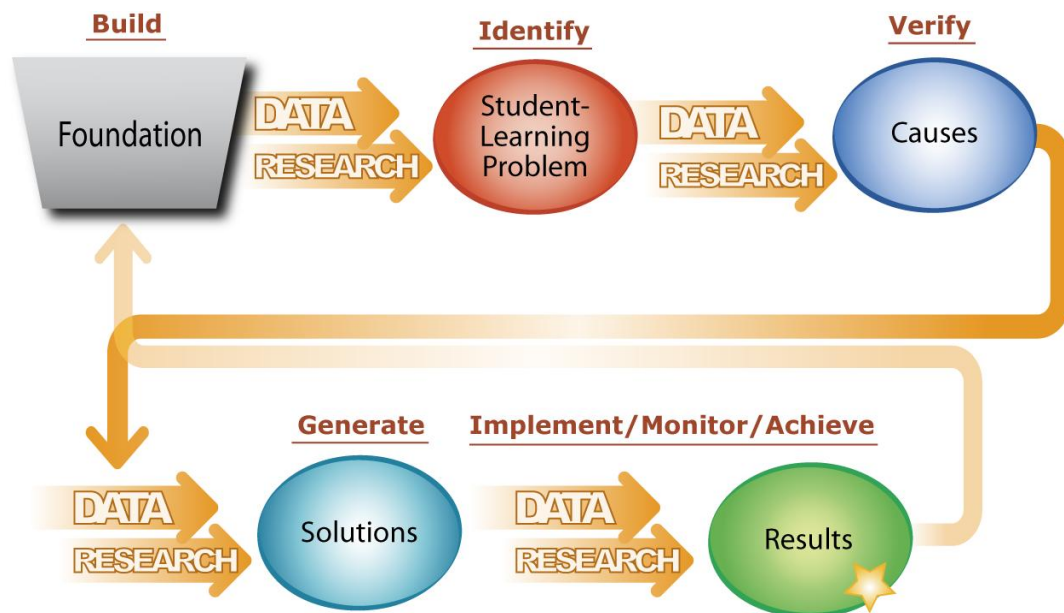 Build
Identify
Verify
Foundation
DATA
RESEARCH
Student-
Learning
Problem
DATA
RESEARCH
Causes
Generate
Implement/Monitor/Achieve
DATA
RESEARCH
Solutions
DATA
RESEARCH
Results